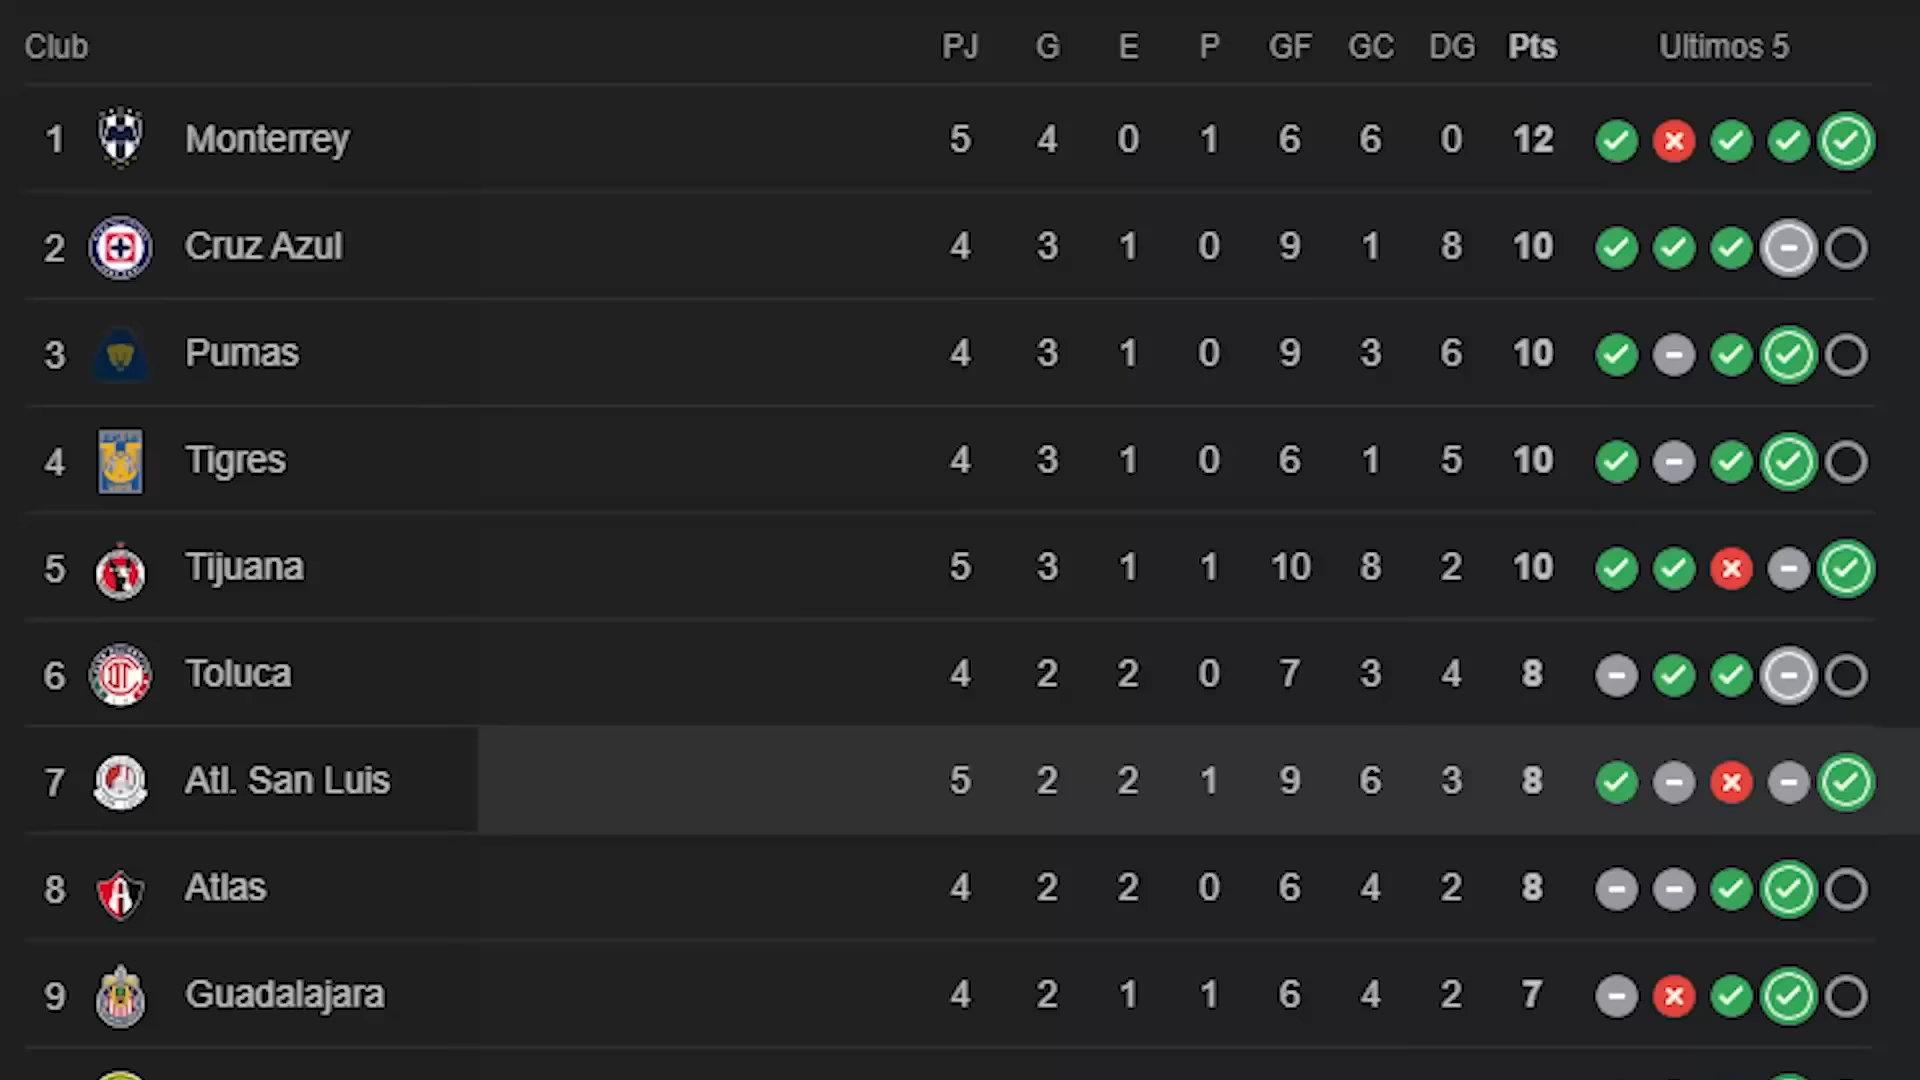 Club PJ G E P GF GC DG Pts Ultimos 5
1 Monterrey 5 4 0 1 6 6 0 12
2 Cruz Azul 4 3 1 0 9 1 8 10
3 Pumas 4 3 1 0 9 3 6 10
4 Tigres 4 3 1 0 6 1 5 10
5 Tijuana 5 3 1 1 10 8 2 10
6 Toluca 4 2 2 0 7 3 4 8
7 Atl. San Luis 5 2 2 1 9 6 3 8
8 Atlas 4 2 2 0 6 4 2 8
9 Guadalajara 4 2 1 1 6 4 2 7